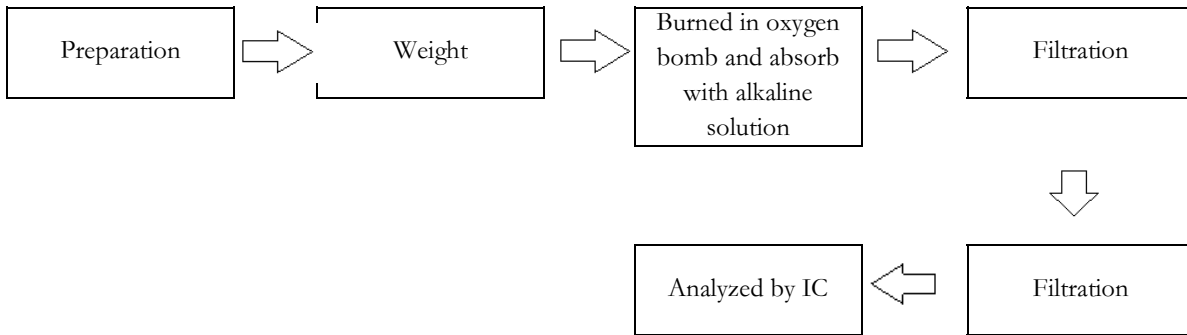 Preparation
Weight
Burned in oxygen
bomb and absorb
with alkaline
solution
Filtration
Filtration
Analyzed by IC